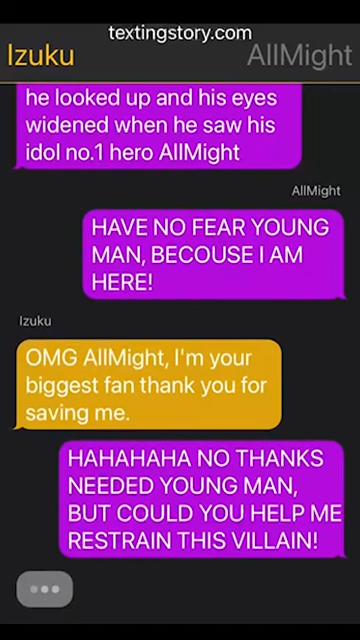 textingstory.com
Izuku AllMight
he looked up and his eyes
widened when he saw his
idol no.1 hero AllMight
AllMight
HAVE NO FEAR YOUNG
MAN, BECOUSE I AM
HERE!
Izuku
OMG AllMight, I'm your
biggest fan thank you for
saving me.
HAHAHAHA NO THANKS
NEEDED YOUNG MAN,
BUT COULD YOU HELP ME
RESTRAIN THIS VILLAIN!